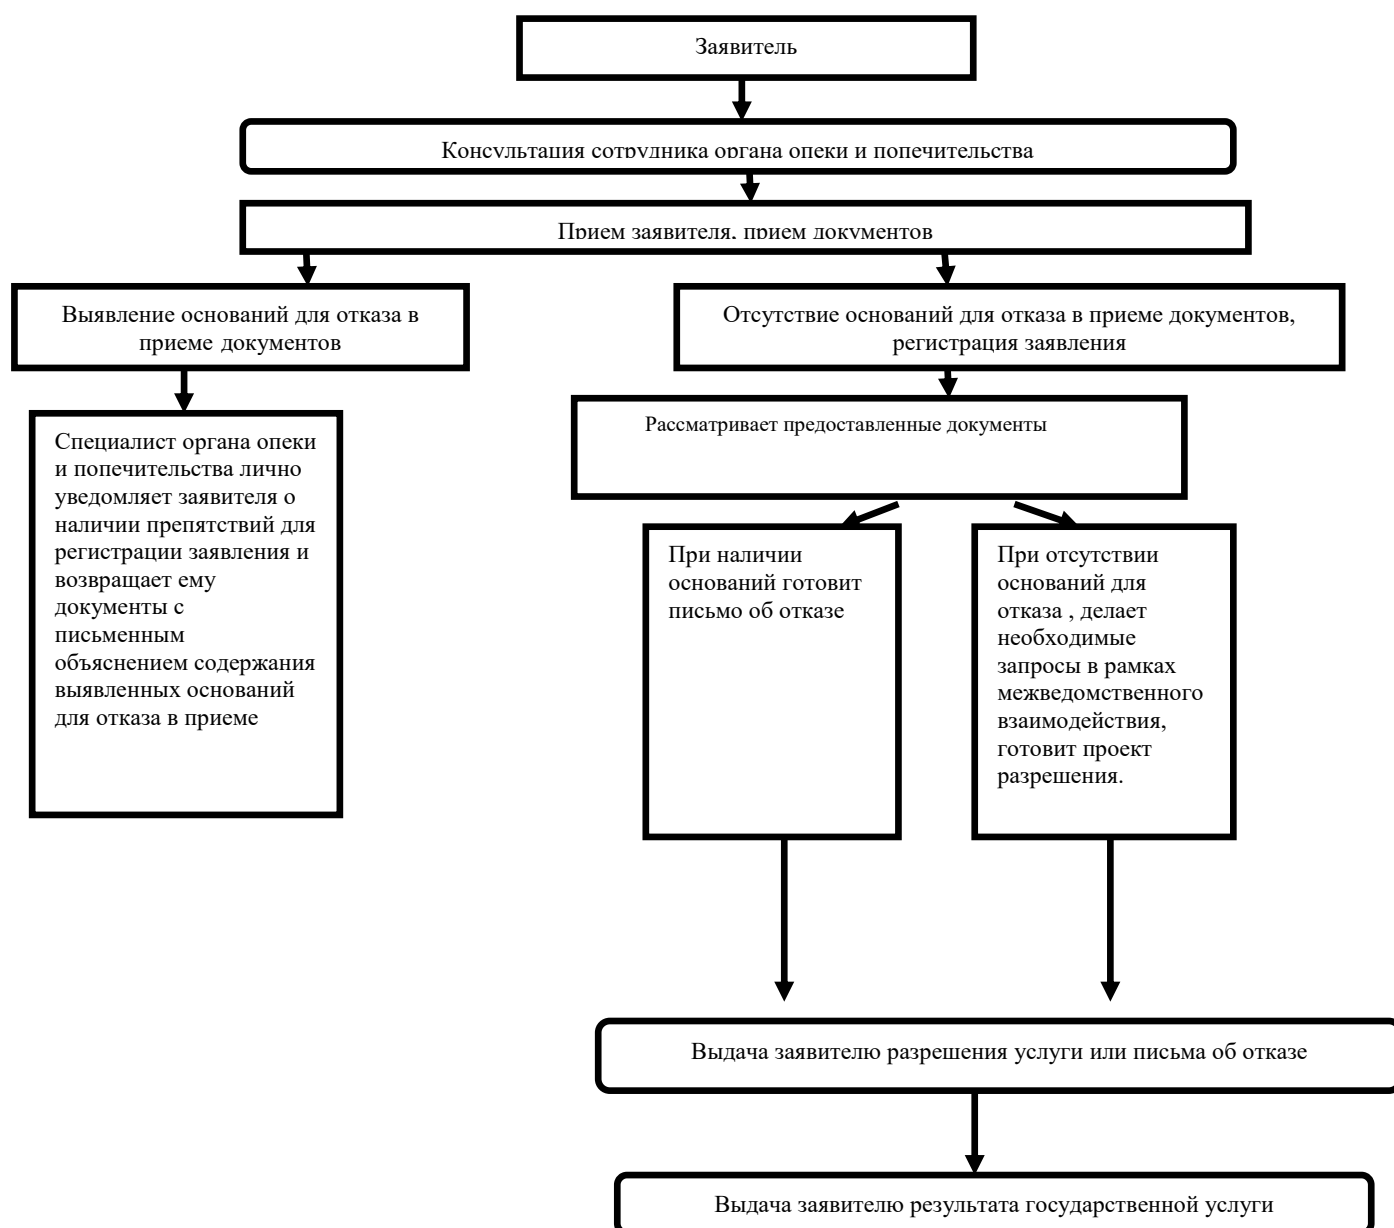 Заявитель
Консультация сотрудника органа опеки и попечительства
Прием заявителя, прием документов
Выявление оснований для отказа в
приеме документов
Отсутствие оснований для отказа в приеме документов,
регистрация заявления
Специалист органа опеки
и попечительства лично
уведомляет заявителя о
наличии препятствий для
регистрации заявления и
возвращает ему
документы с
письменным
объяснением содержания
выявленных оснований
для отказа в приеме
Рассматривает предоставленные документы
При наличии
оснований готовит
письмо об отказе
При отсутствии
оснований для
отказа , делает
необходимые
запросы в рамках
межведомственного
взаимодействия,
готовит проект
разрешения.
Выдача заявителю разрешения услуги или письма об отказе
Выдача заявителю результата государственной услуги